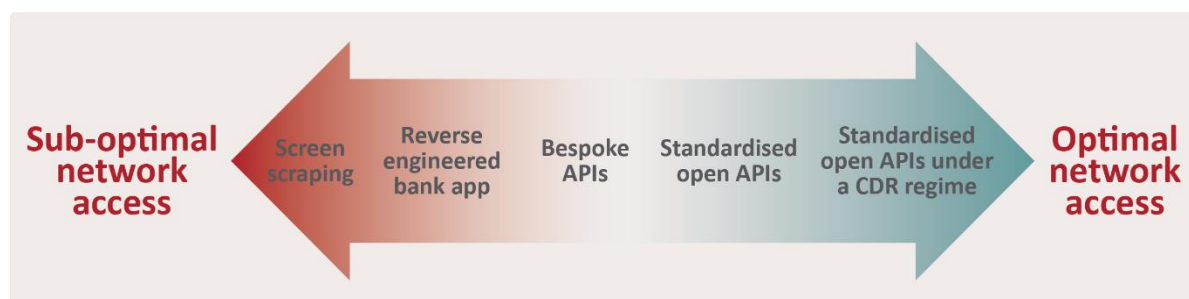 Sub-optimal
network
access
Screen
scraping
Reverse
engineered
bank app
Bespoke
APIs
Standardised
open APIs
Standardised
open APIs under
a CDR regime
Optimal
network
access